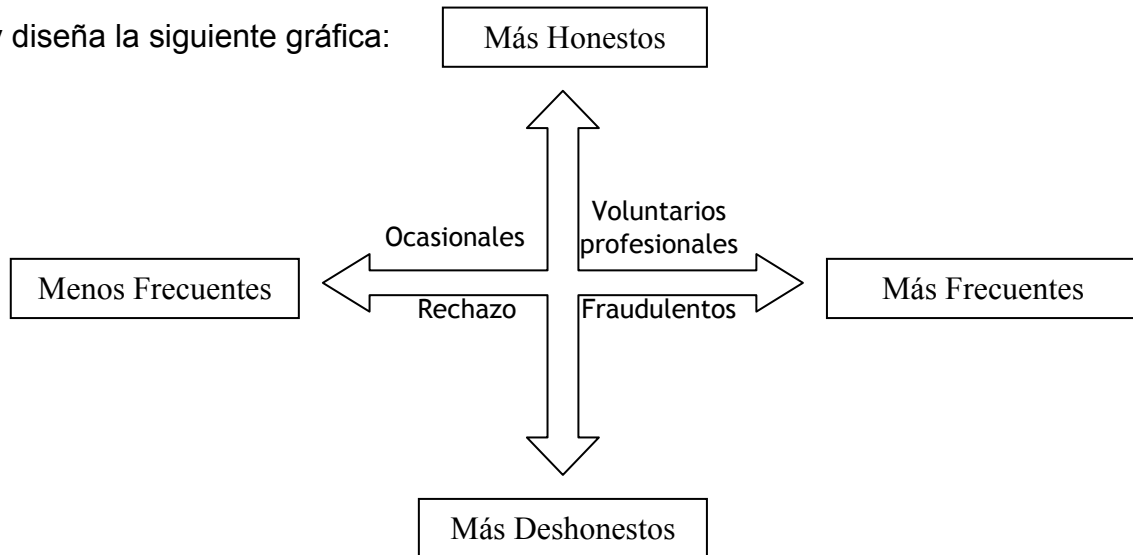 y diseña la siguiente gráfica:
Más Honestos
Voluntarios
Ocasionales profesionales
Menos Frecuentes
Más Frecuentes
Rechazo Fraudulentos
Más Deshonestos